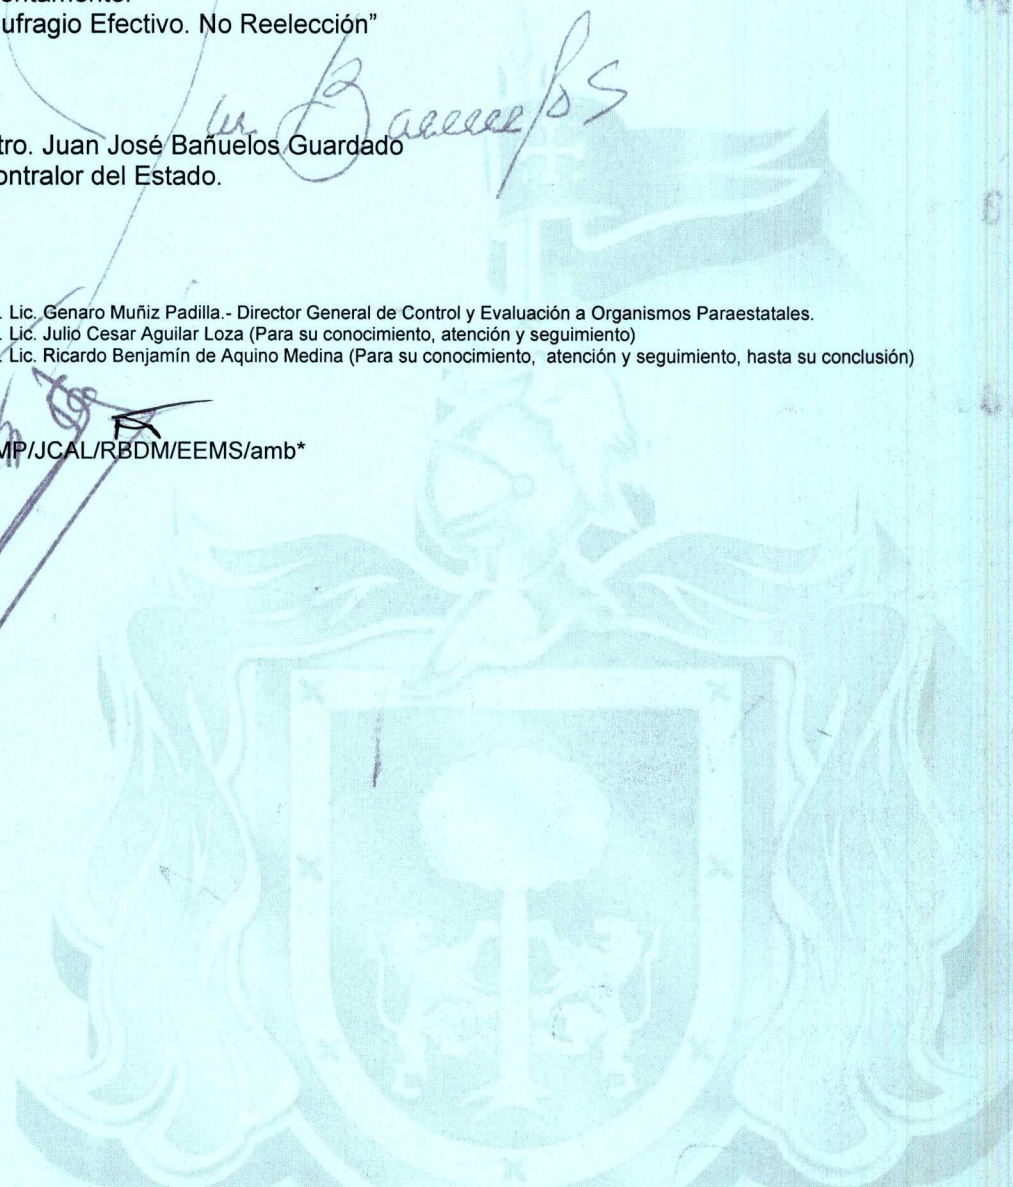 ufragio Efectivo. No Reelección”
Bañuelos
tro. Juan José Bañuelos Guardado
ontralor del Estado.
. Lic. Genaro Muñiz Padilla.- Director General de Control y Evaluación a Organismos Paraestatales.
. Lic. Julio Cesar Aguilar Loza (Para su conocimiento, atención y seguimiento)
. Lic. Ricardo Benjamín de Aquino Medina (Para su conocimiento, atención y seguimiento, hasta su conclusión)
MP/JCAL/RBDM/EEMS/amb*